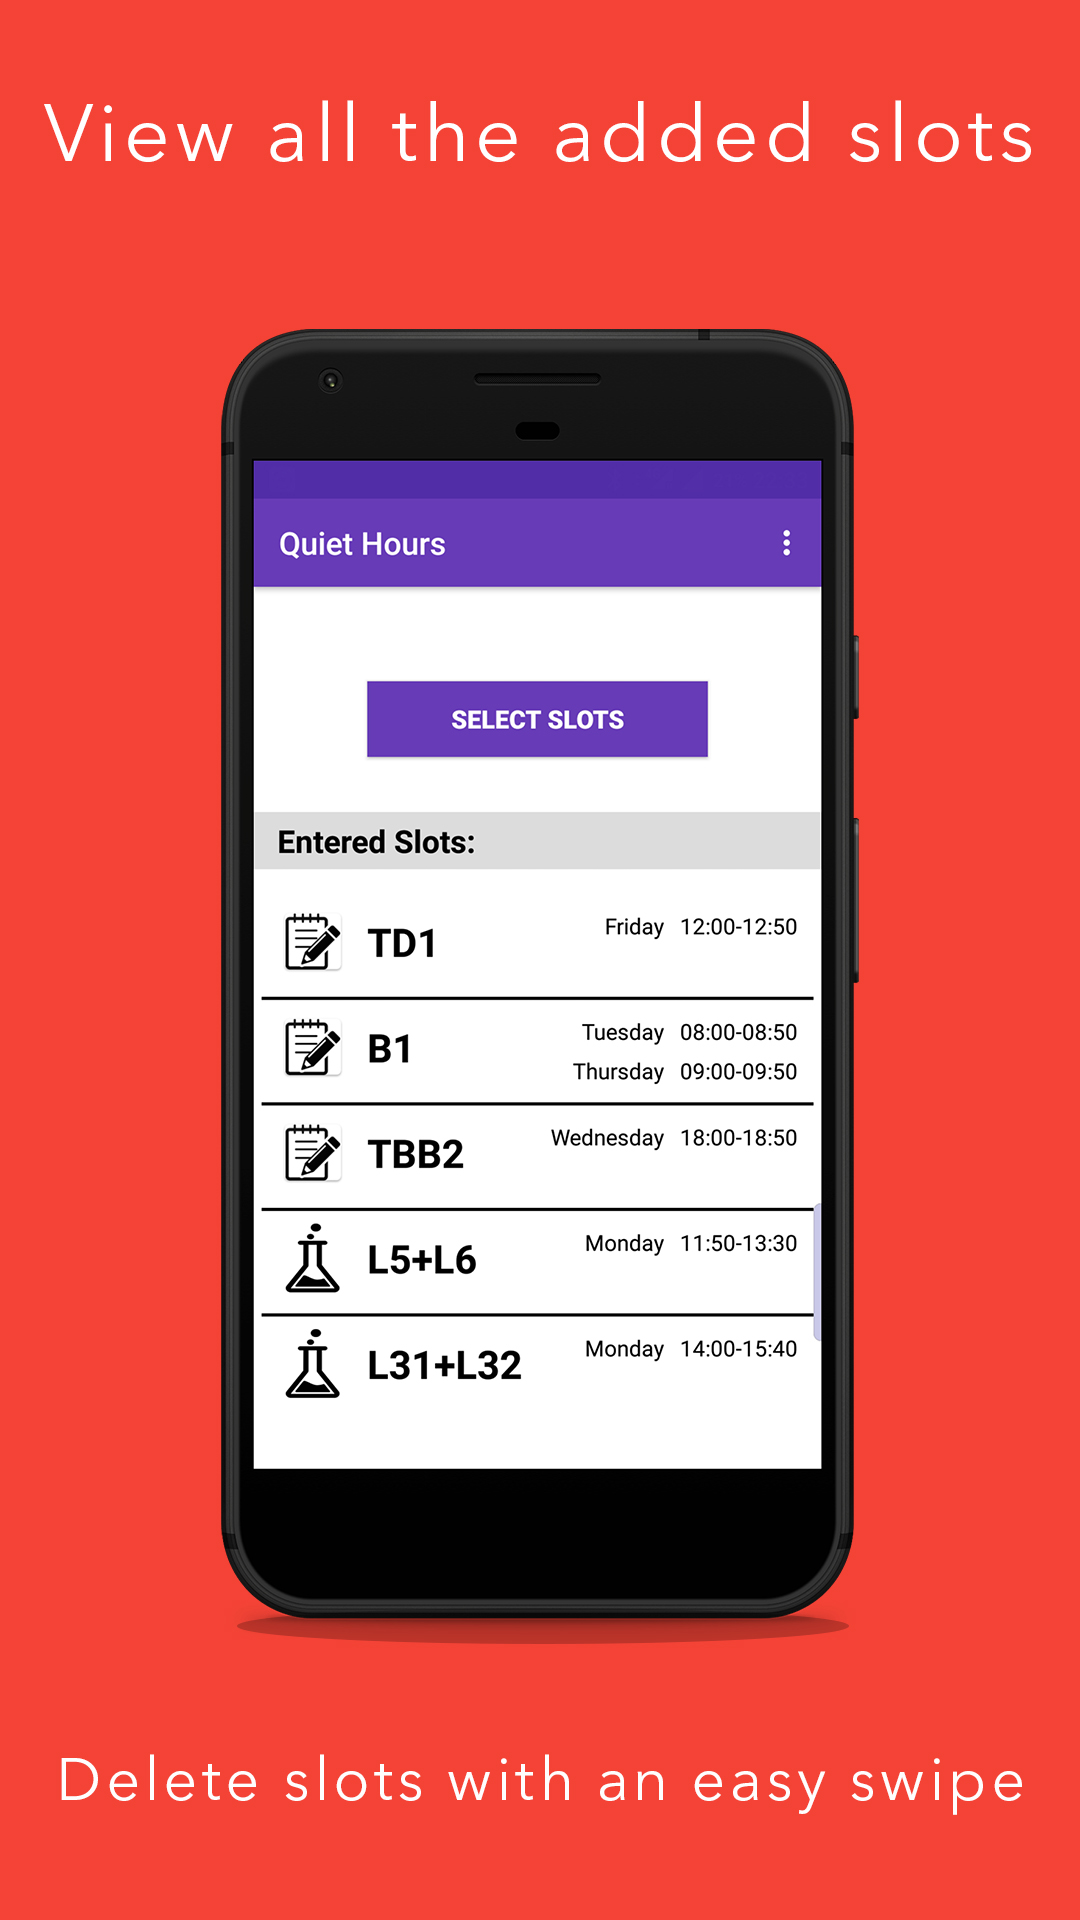 View all the added slots
Quiet Hours
SELECT SLOTS
Entered Slots:
TD1 Friday 12:00-12:50
B1 Tuesday 08:00-08:50
Thursday 09:00-09:50
TBB2 Wednesday 18:00-18:50
L5+L6 Monday 11:50-13:30
L31+L32 Monday 14:00-15:40
Delete slots with an easy swipe